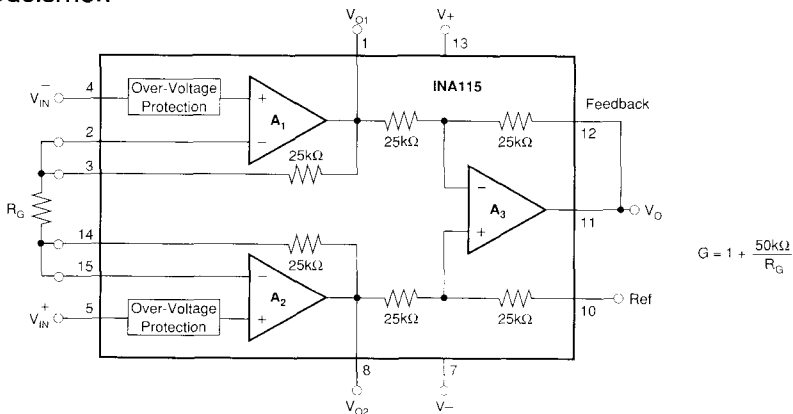 V_O1
V+
1
13
INA115
4
Over-Voltage
Protection
V_IN^-
+
A_1
−
2
3
25kΩ
25kΩ
25kΩ
Feedback
12
R_G
−
A_3
+
11
V_O
G = 1 + 50kΩ / R_G
14
15
25kΩ
−
A_2
+
5
V_IN^+
Over-Voltage
Protection
25kΩ
25kΩ
10
Ref
8
7
V_O2
V−